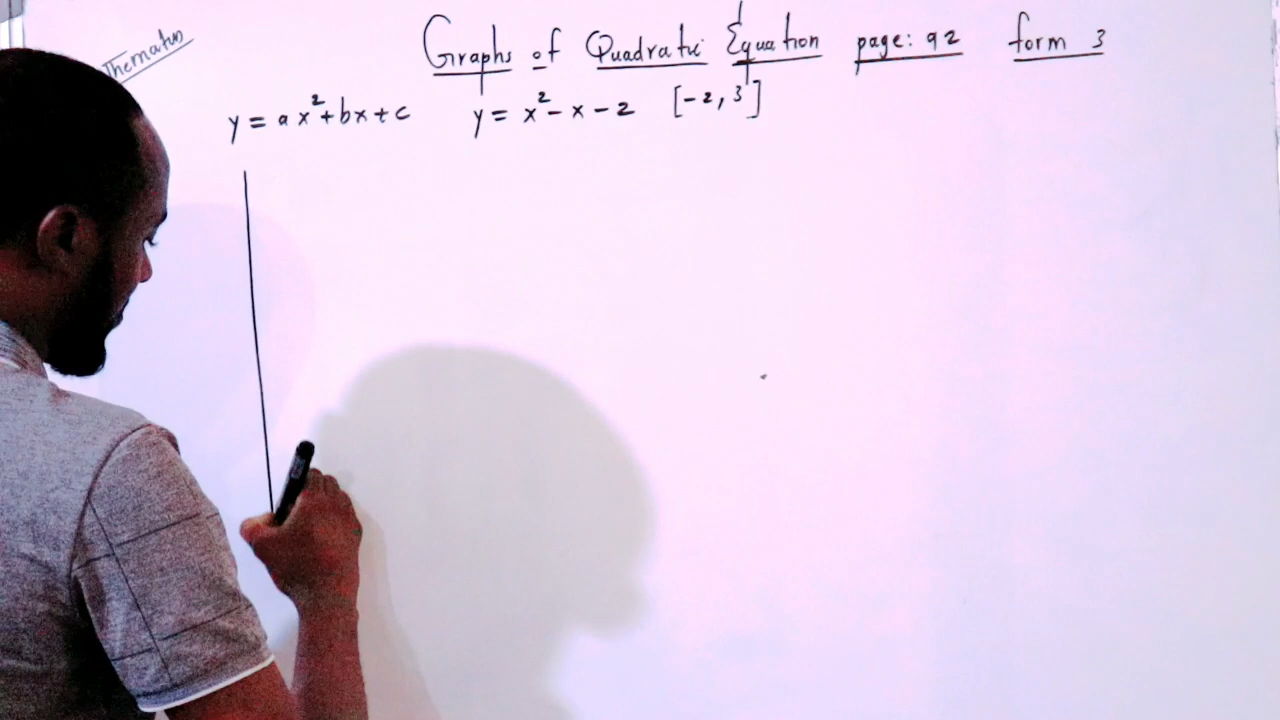 Graphs of Quadratic Equation page: 92 form 3
y = ax²+bx+c y = x²-x-2 [-2, 3]